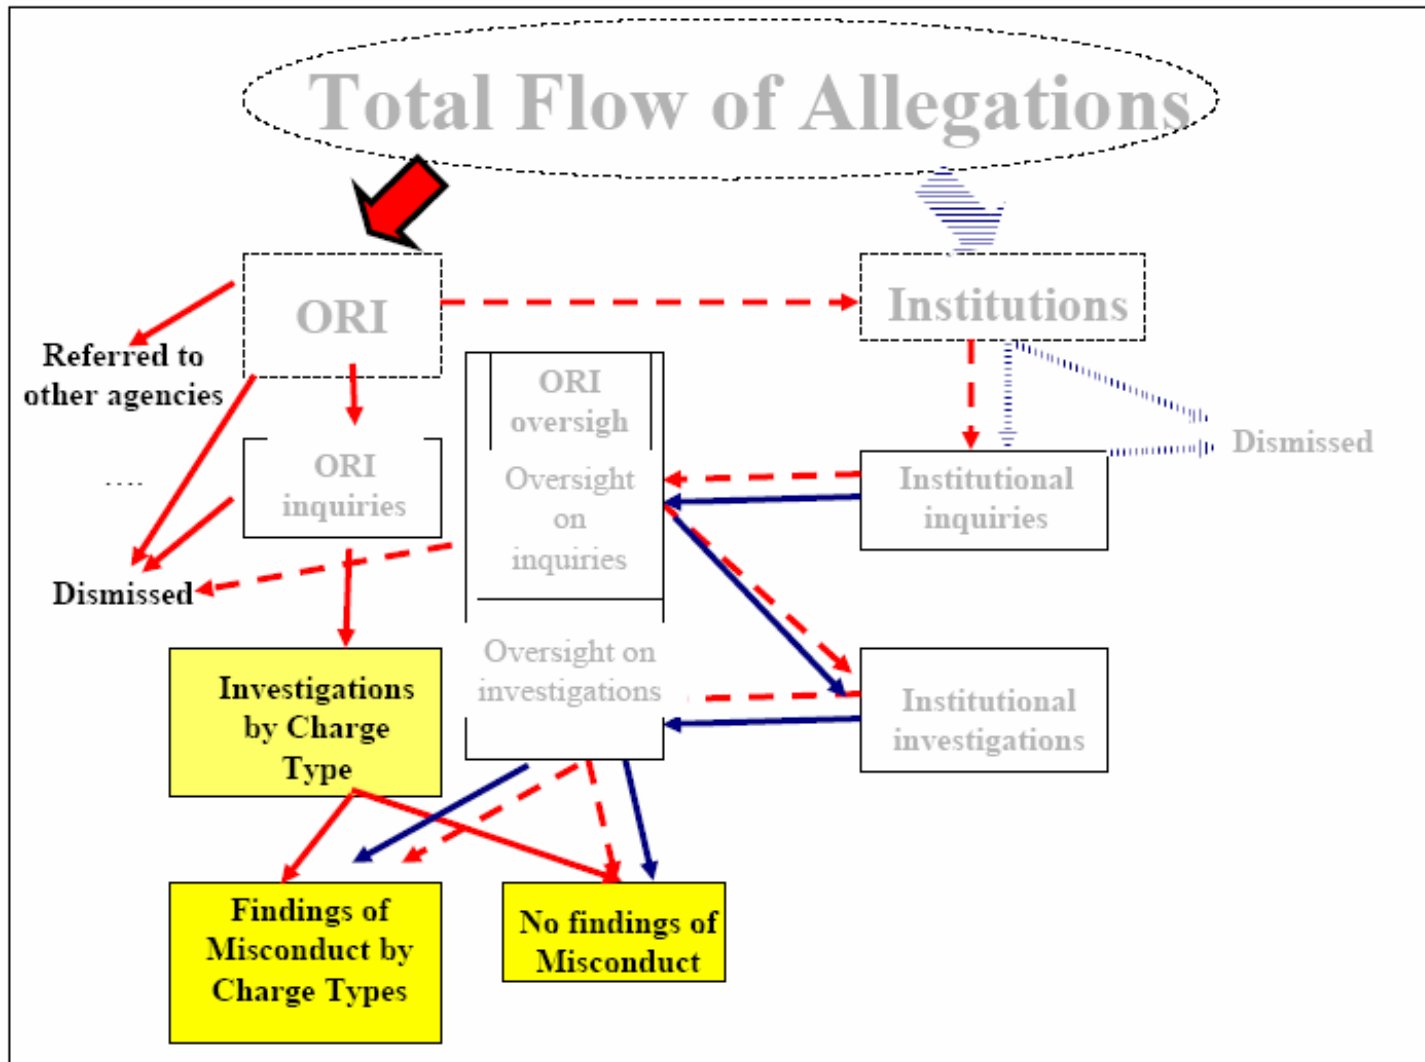 Total Flow of Allegations
ORI
Institutions
Referred to
other agencies
ORI
oversigh
Dismissed
ORI
inquiries
....
Oversight
on
inquiries
Institutional
inquiries
Dismissed
Oversight on
investigations
Investigations
by Charge
Type
Institutional
investigations
Findings of
Misconduct by
Charge Types
No findings of
Misconduct